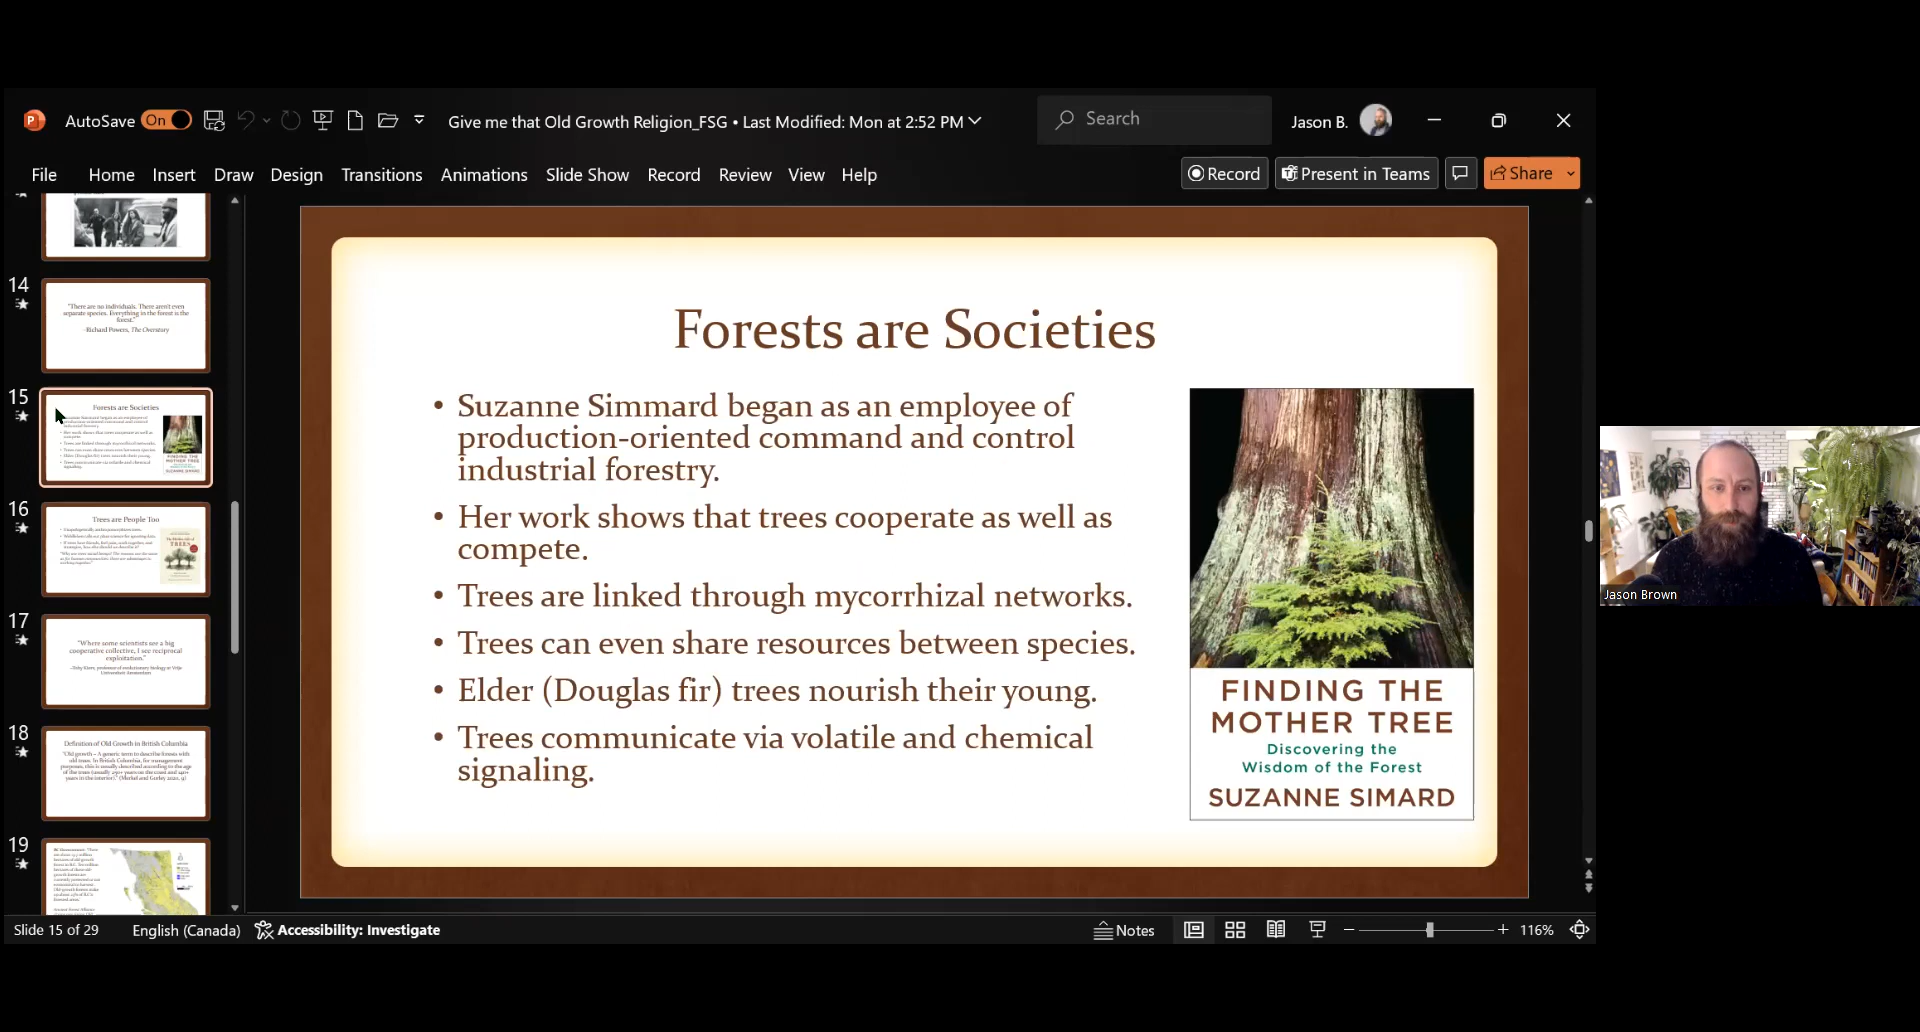 AutoSave On
Give me that Old Growth Religion_FSG • Last Modified: Mon at 2:52 PM
Search
Jason B.
File Home Insert Draw Design Transitions Animations Slide Show Record Review View Help
Record
Present in Teams
Share
14
"There are no individuals. There aren't even
separate species. Everything in the forest is the
forest."
-Richard Powers, The Overstory
15
Forests are Societies
FINDING THE
MOTHER TREE
SUZANNE SIMARD
16
Trees are People Too
17
"Where some scientists see a big
cooperative collective, I see reciprocal
exploitation."
18
Definition of Old Growth in British Columbia
19
Forests are Societies
• Suzanne Simmard began as an employee of
production-oriented command and control
industrial forestry.
• Her work shows that trees cooperate as well as
compete.
• Trees are linked through mycorrhizal networks.
• Trees can even share resources between species.
• Elder (Douglas fir) trees nourish their young.
• Trees communicate via volatile and chemical
signaling.
FINDING THE
MOTHER TREE
Discovering the
Wisdom of the Forest
SUZANNE SIMARD
Jason Brown
Slide 15 of 29
English (Canada)
Accessibility: Investigate
Notes
116%